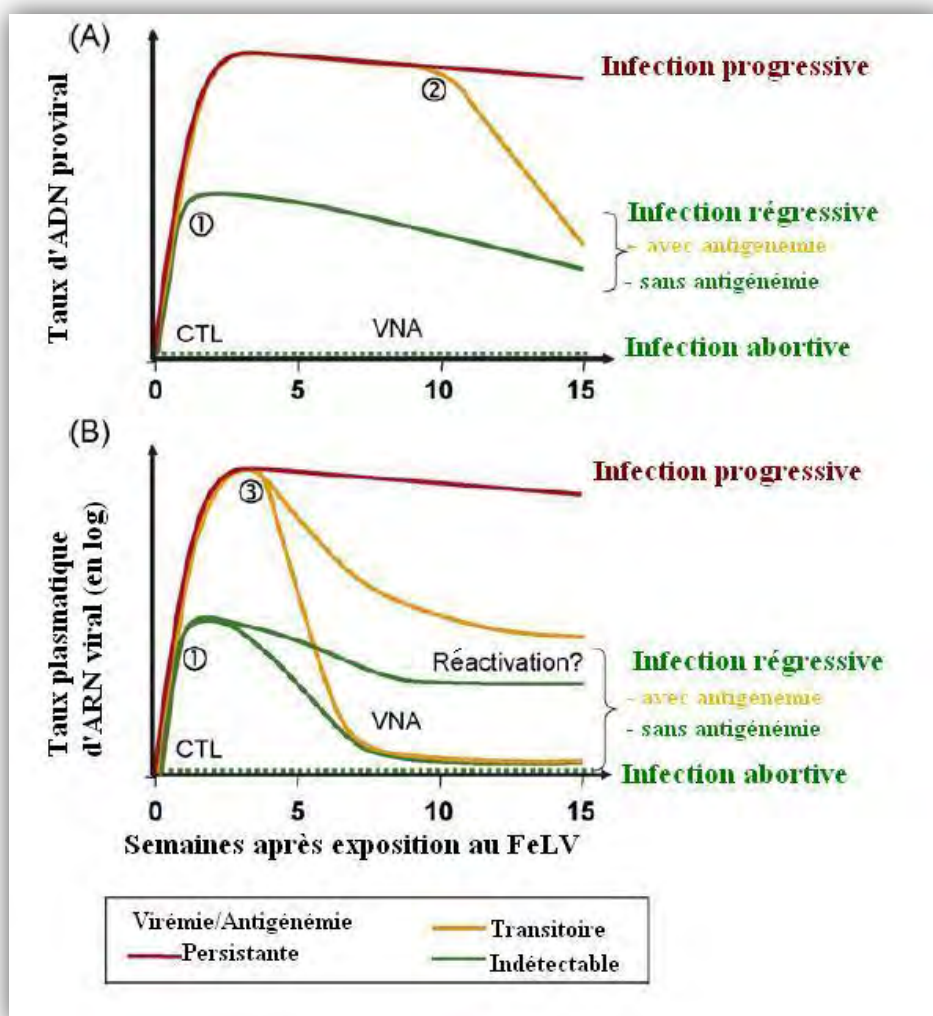 (A)
Taux d'ADN proviral
①
②
CTL
VNA
0 5 10 15
Infection progressive
Infection régressive
- avec antigenémie
- sans antigénémie
Infection abortive
(B)
Taux plasmatique
d'ARN viral (en log)
③
①
Réactivation?
CTL
VNA
0 5 10 15
Infection progressive
Infection régressive
- avec antigenémie
- sans antigénémie
Infection abortive
Semaines après exposition au FeLV
Virémie/Antigénémie
Persistante
Transitoire
Indétectable